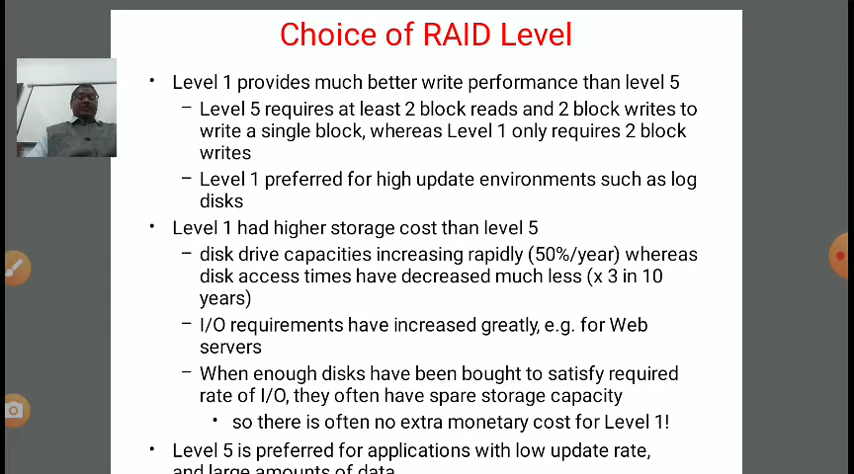 Choice of RAID Level
• Level 1 provides much better write performance than level 5
– Level 5 requires at least 2 block reads and 2 block writes to
write a single block, whereas Level 1 only requires 2 block
writes
– Level 1 preferred for high update environments such as log
disks
• Level 1 had higher storage cost than level 5
– disk drive capacities increasing rapidly (50%/year) whereas
disk access times have decreased much less (x 3 in 10
years)
– I/O requirements have increased greatly, e.g. for Web
servers
– When enough disks have been bought to satisfy required
rate of I/O, they often have spare storage capacity
• so there is often no extra monetary cost for Level 1!
• Level 5 is preferred for applications with low update rate,
and large amounts of data